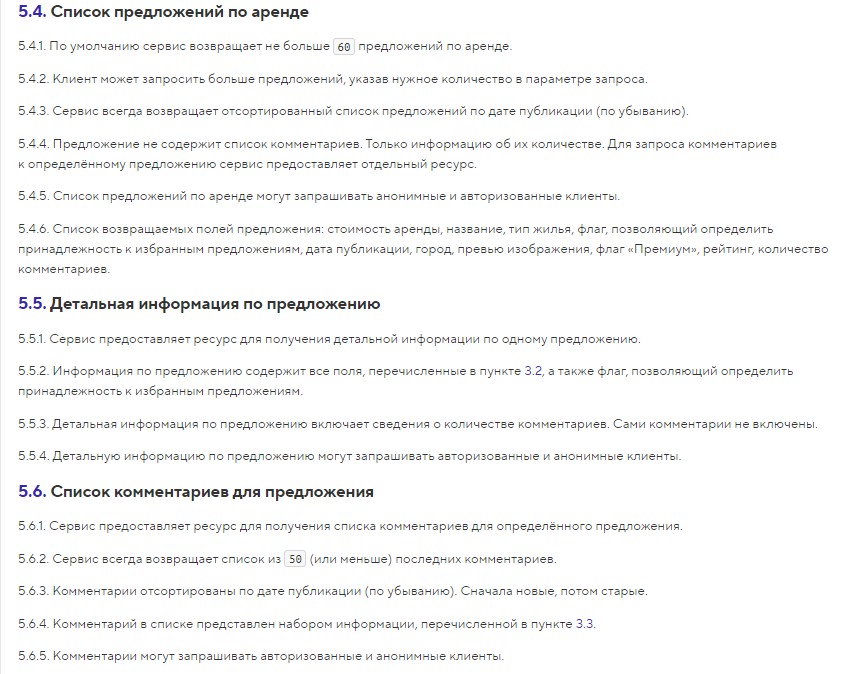 5.4. Список предложений по аренде
5.4.1. По умолчанию сервис возвращает не больше 60 предложений по аренде.
5.4.2. Клиент может запросить больше предложений, указав нужное количество в параметре запроса.
5.4.3. Сервис всегда возвращает отсортированный список предложений по дате публикации (по убыванию).
5.4.4. Предложение не содержит список комментариев. Только информацию об их количестве. Для запроса комментариев
к определённому предложению сервис предоставляет отдельный ресурс.
5.4.5. Список предложений по аренде могут запрашивать анонимные и авторизованные клиенты.
5.4.6. Список возвращаемых полей предложения: стоимость аренды, название, тип жилья, флаг, позволяющий определить
принадлежность к избранным предложениям, дата публикации, город, превью изображения, флаг «Премиум», рейтинг, количество
комментариев.
5.5. Детальная информация по предложению
5.5.1. Сервис предоставляет ресурс для получения детальной информации по одному предложению.
5.5.2. Информация по предложению содержит все поля, перечисленные в пункте 3.2, а также флаг, позволяющий определить
принадлежность к избранным предложениям.
5.5.3. Детальная информация по предложению включает сведения о количестве комментариев. Сами комментарии не включены.
5.5.4. Детальную информацию по предложению могут запрашивать авторизованные и анонимные клиенты.
5.6. Список комментариев для предложения
5.6.1. Сервис предоставляет ресурс для получения списка комментариев для определённого предложения.
5.6.2. Сервис всегда возвращает список из 50 (или меньше) последних комментариев.
5.6.3. Комментарии отсортированы по дате публикации (по убыванию). Сначала новые, потом старые.
5.6.4. Комментарий в списке представлен набором информации, перечисленной в пункте 3.3.
5.6.5. Комментарии могут запрашивать авторизованные и анонимные клиенты.